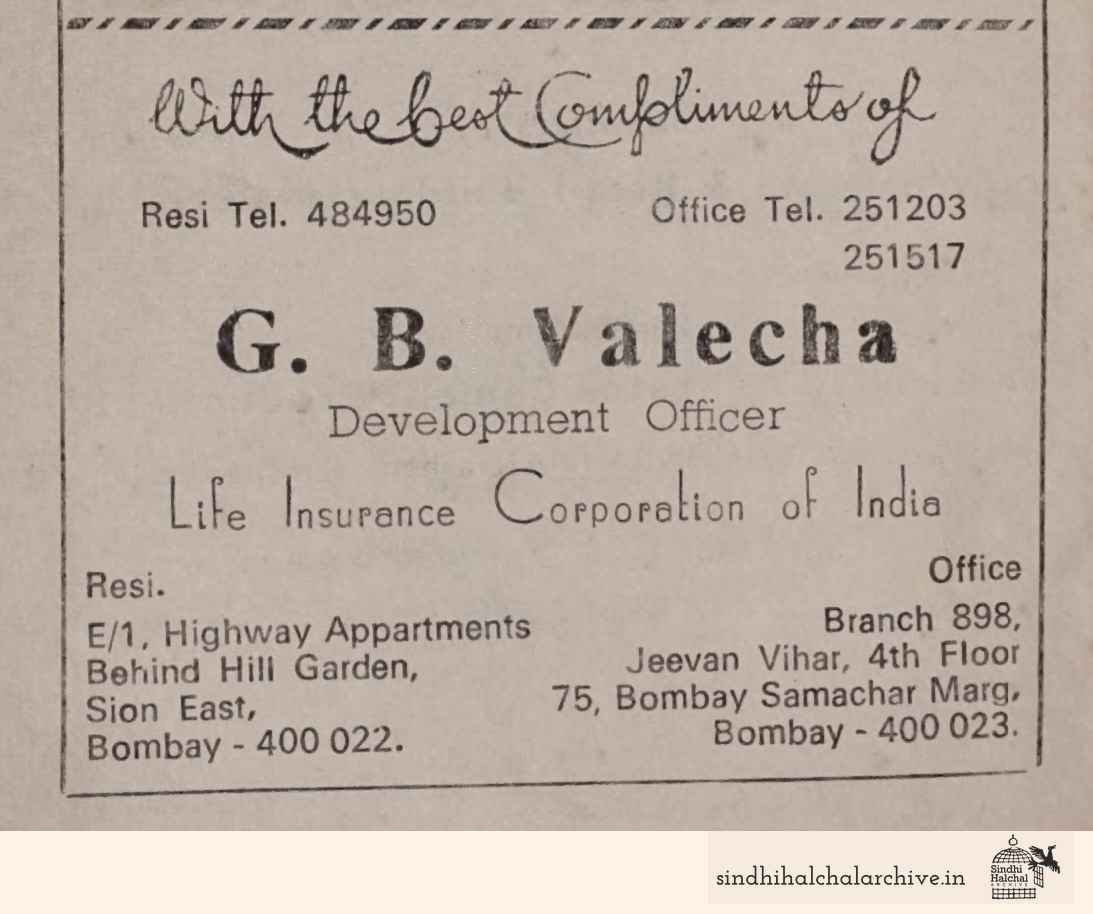 With the best Compliments of
Resi Tel. 484950
Office Tel. 251203
251517
G. B. Valecha
Development Officer
Life Insurance Corporation of India
Resi.
E/1, Highway Appartments
Behind Hill Garden,
Sion East,
Bombay - 400 022.
Office
Branch 898,
Jeevan Vihar, 4th Floor
75, Bombay Samachar Marg,
Bombay - 400 023.
sindhihalchalarchive.in
Sindhi
Halchal
ARCHIVE